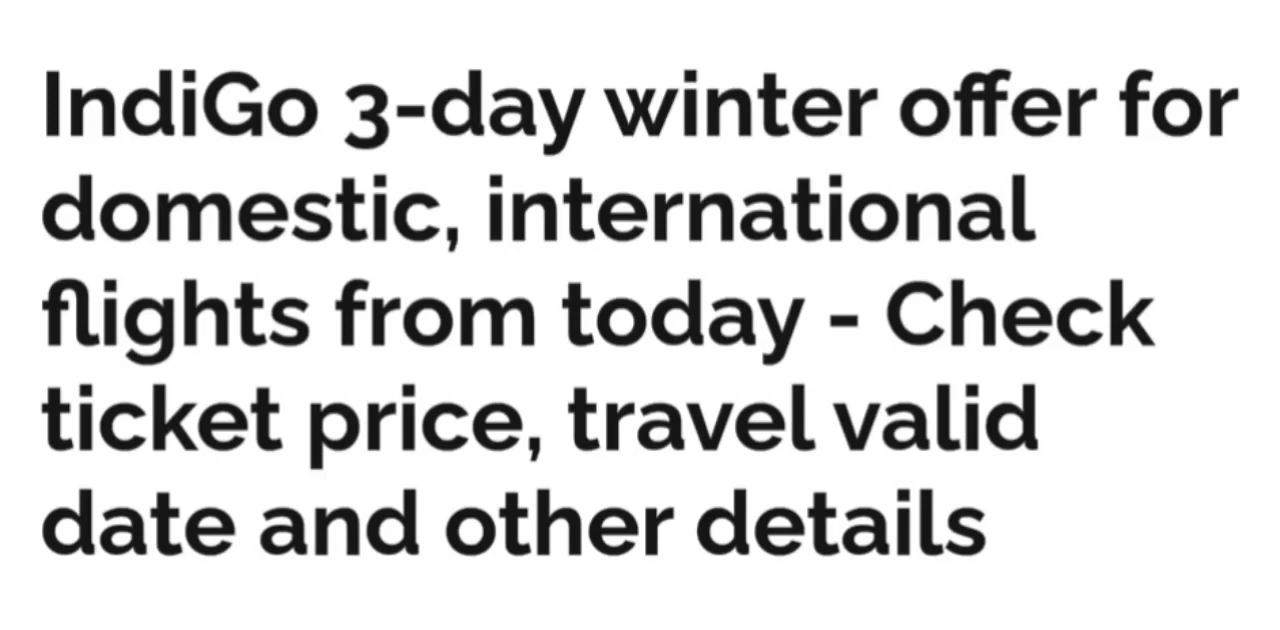 IndiGo 3-day winter offer for
domestic, international
flights from today - Check
ticket price, travel valid
date and other details